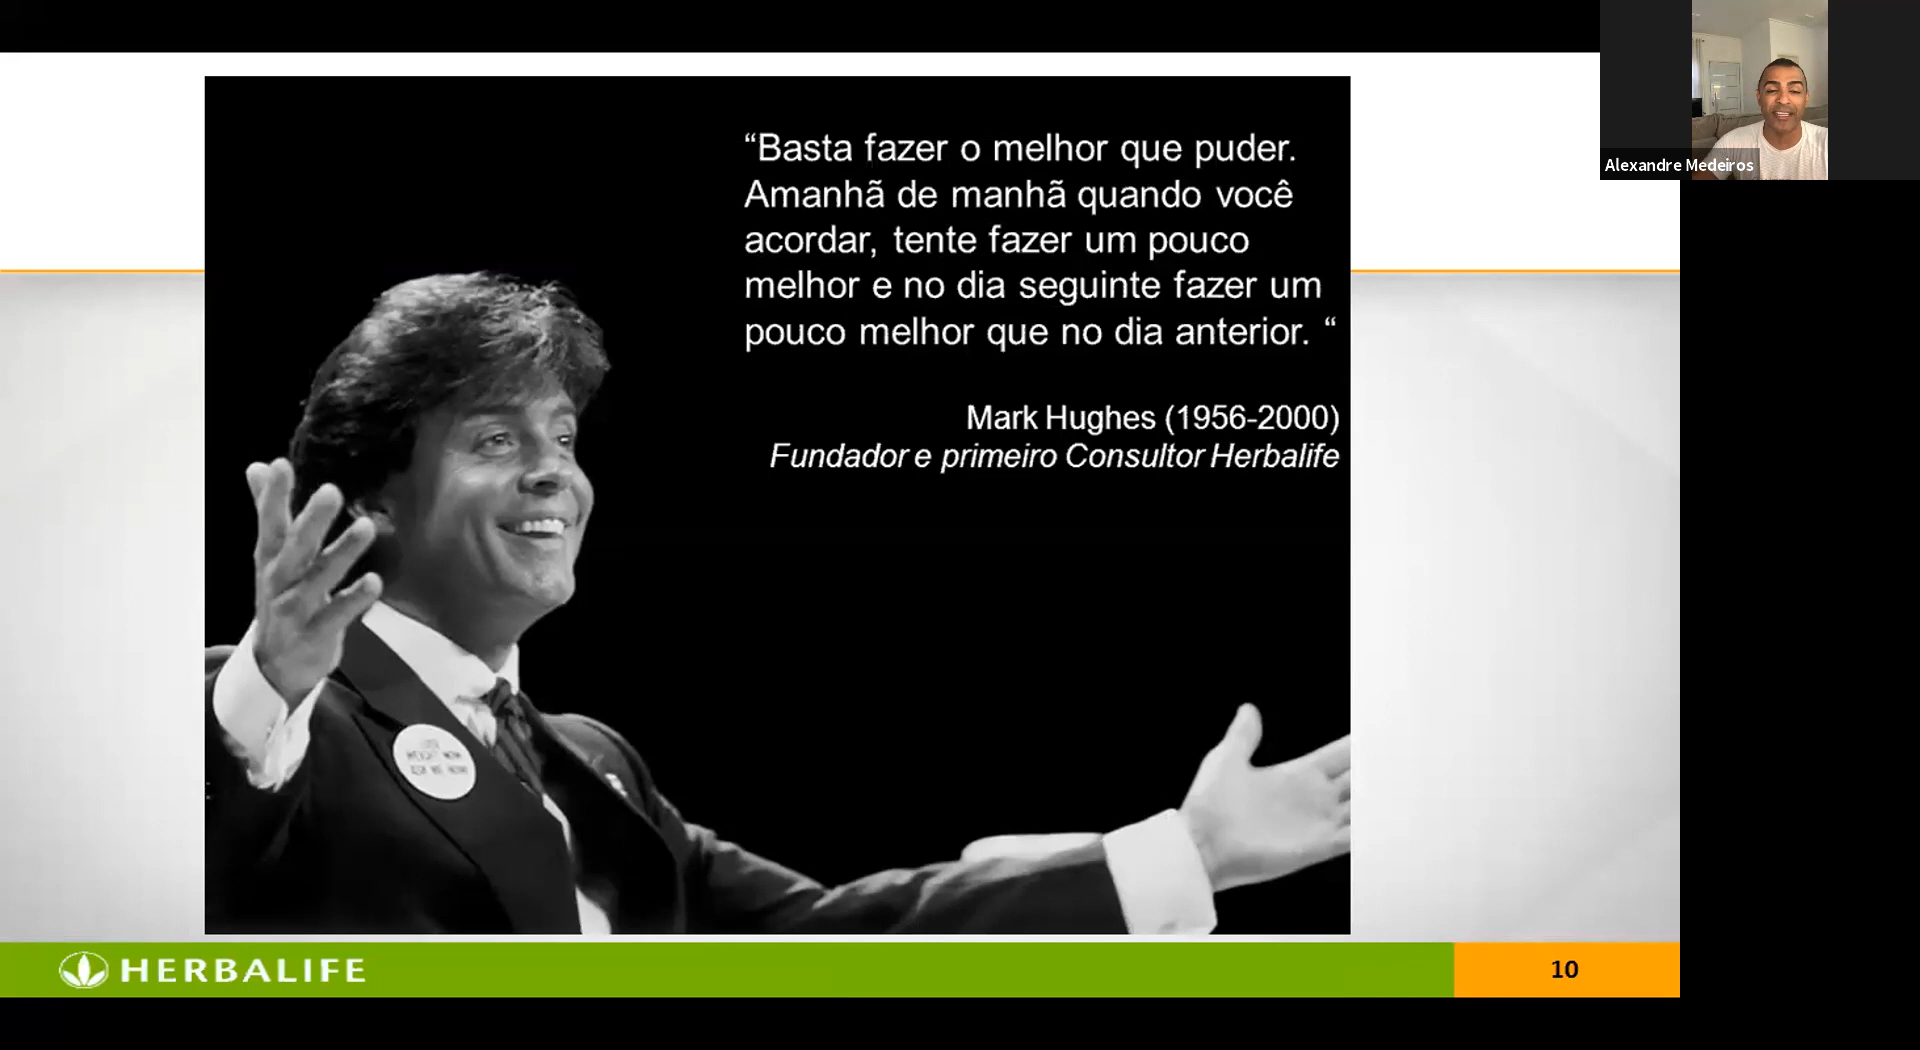 “Basta fazer o melhor que puder.
Amanhã de manhã quando você
acordar, tente fazer um pouco
melhor e no dia seguinte fazer um
pouco melhor que no dia anterior. “
Mark Hughes (1956-2000)
Fundador e primeiro Consultor Herbalife
Alexandre Medeiros
HERBALIFE
10